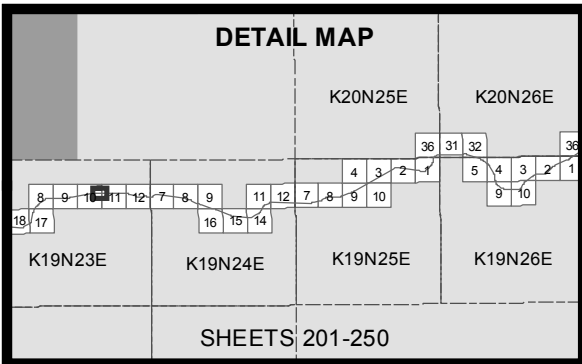 DETAIL MAP
K20N25E K20N26E
36 31 32 36
4 3 2 1 5 4 3 2 1
8 9 10 11 12 7 8 9 11 12 7 8 9 10 9 10
18 17 16 15 14
K19N23E K19N24E K19N25E K19N26E
SHEETS 201-250